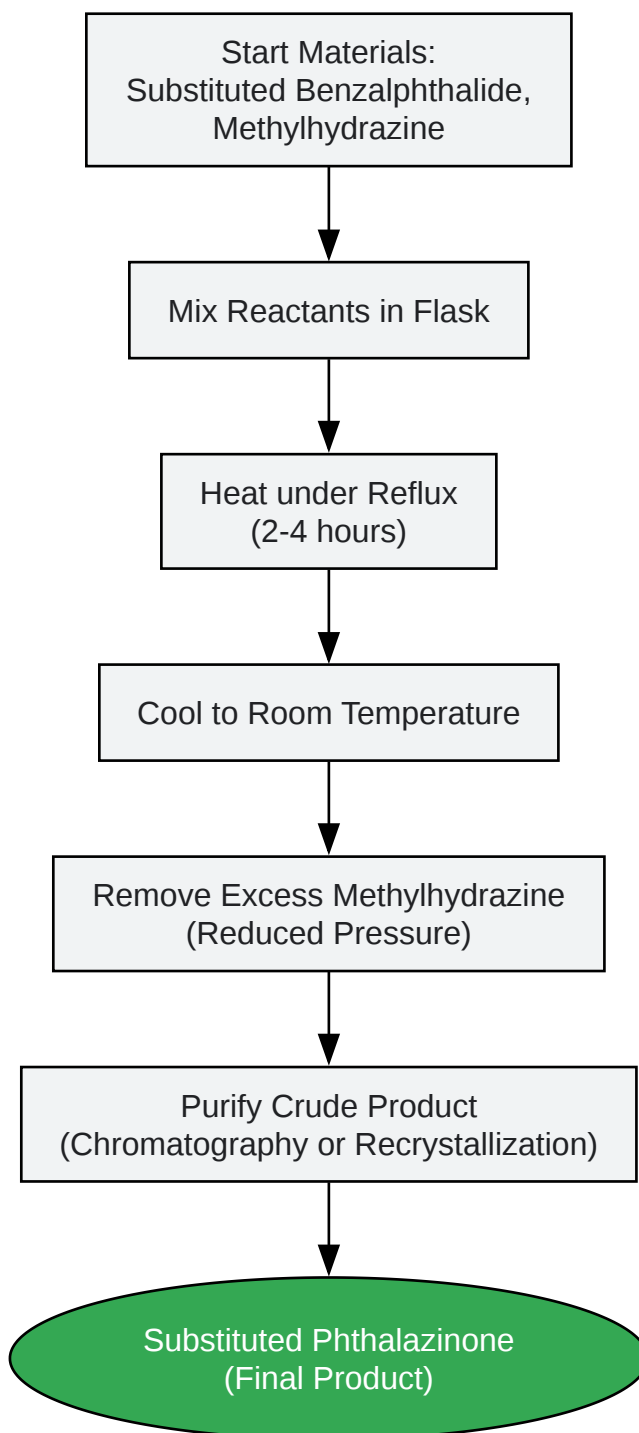 Start Materials:
Substituted Benzalphthalide,
Methylhydrazine
Mix Reactants in Flask
Heat under Reflux
(2-4 hours)
Cool to Room Temperature
Remove Excess Methylhydrazine
(Reduced Pressure)
Purify Crude Product
(Chromatography or Recrystallization)
Substituted Phthalazinone
(Final Product)